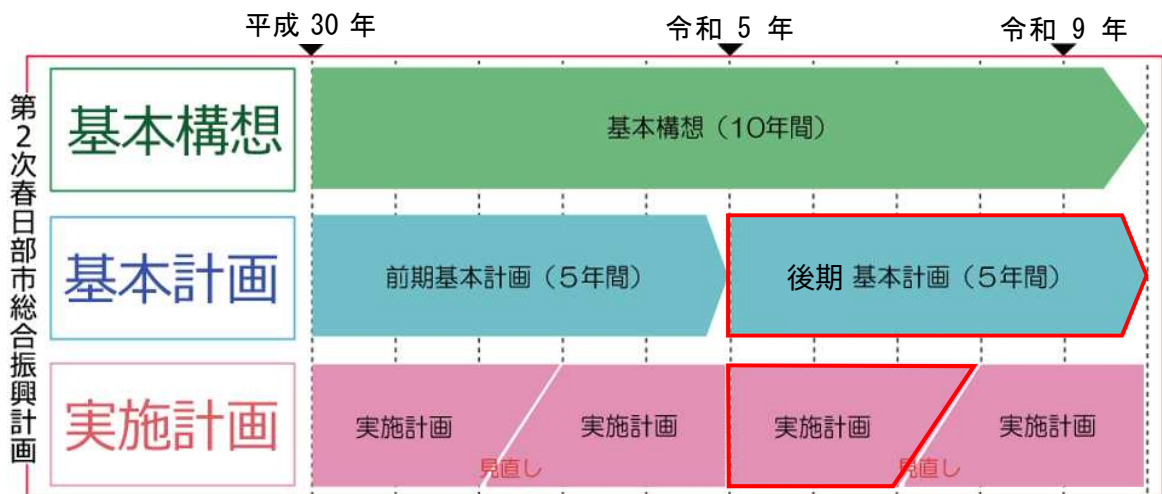 平成 30 年
令和 5 年
令和 9 年
第2次春日部市総合振興計画
基本構想
基本構想（10年間）
基本計画
前期基本計画（5年間）
後期 基本計画（5年間）
実施計画
実施計画
見直し
実施計画
実施計画
見直し
実施計画